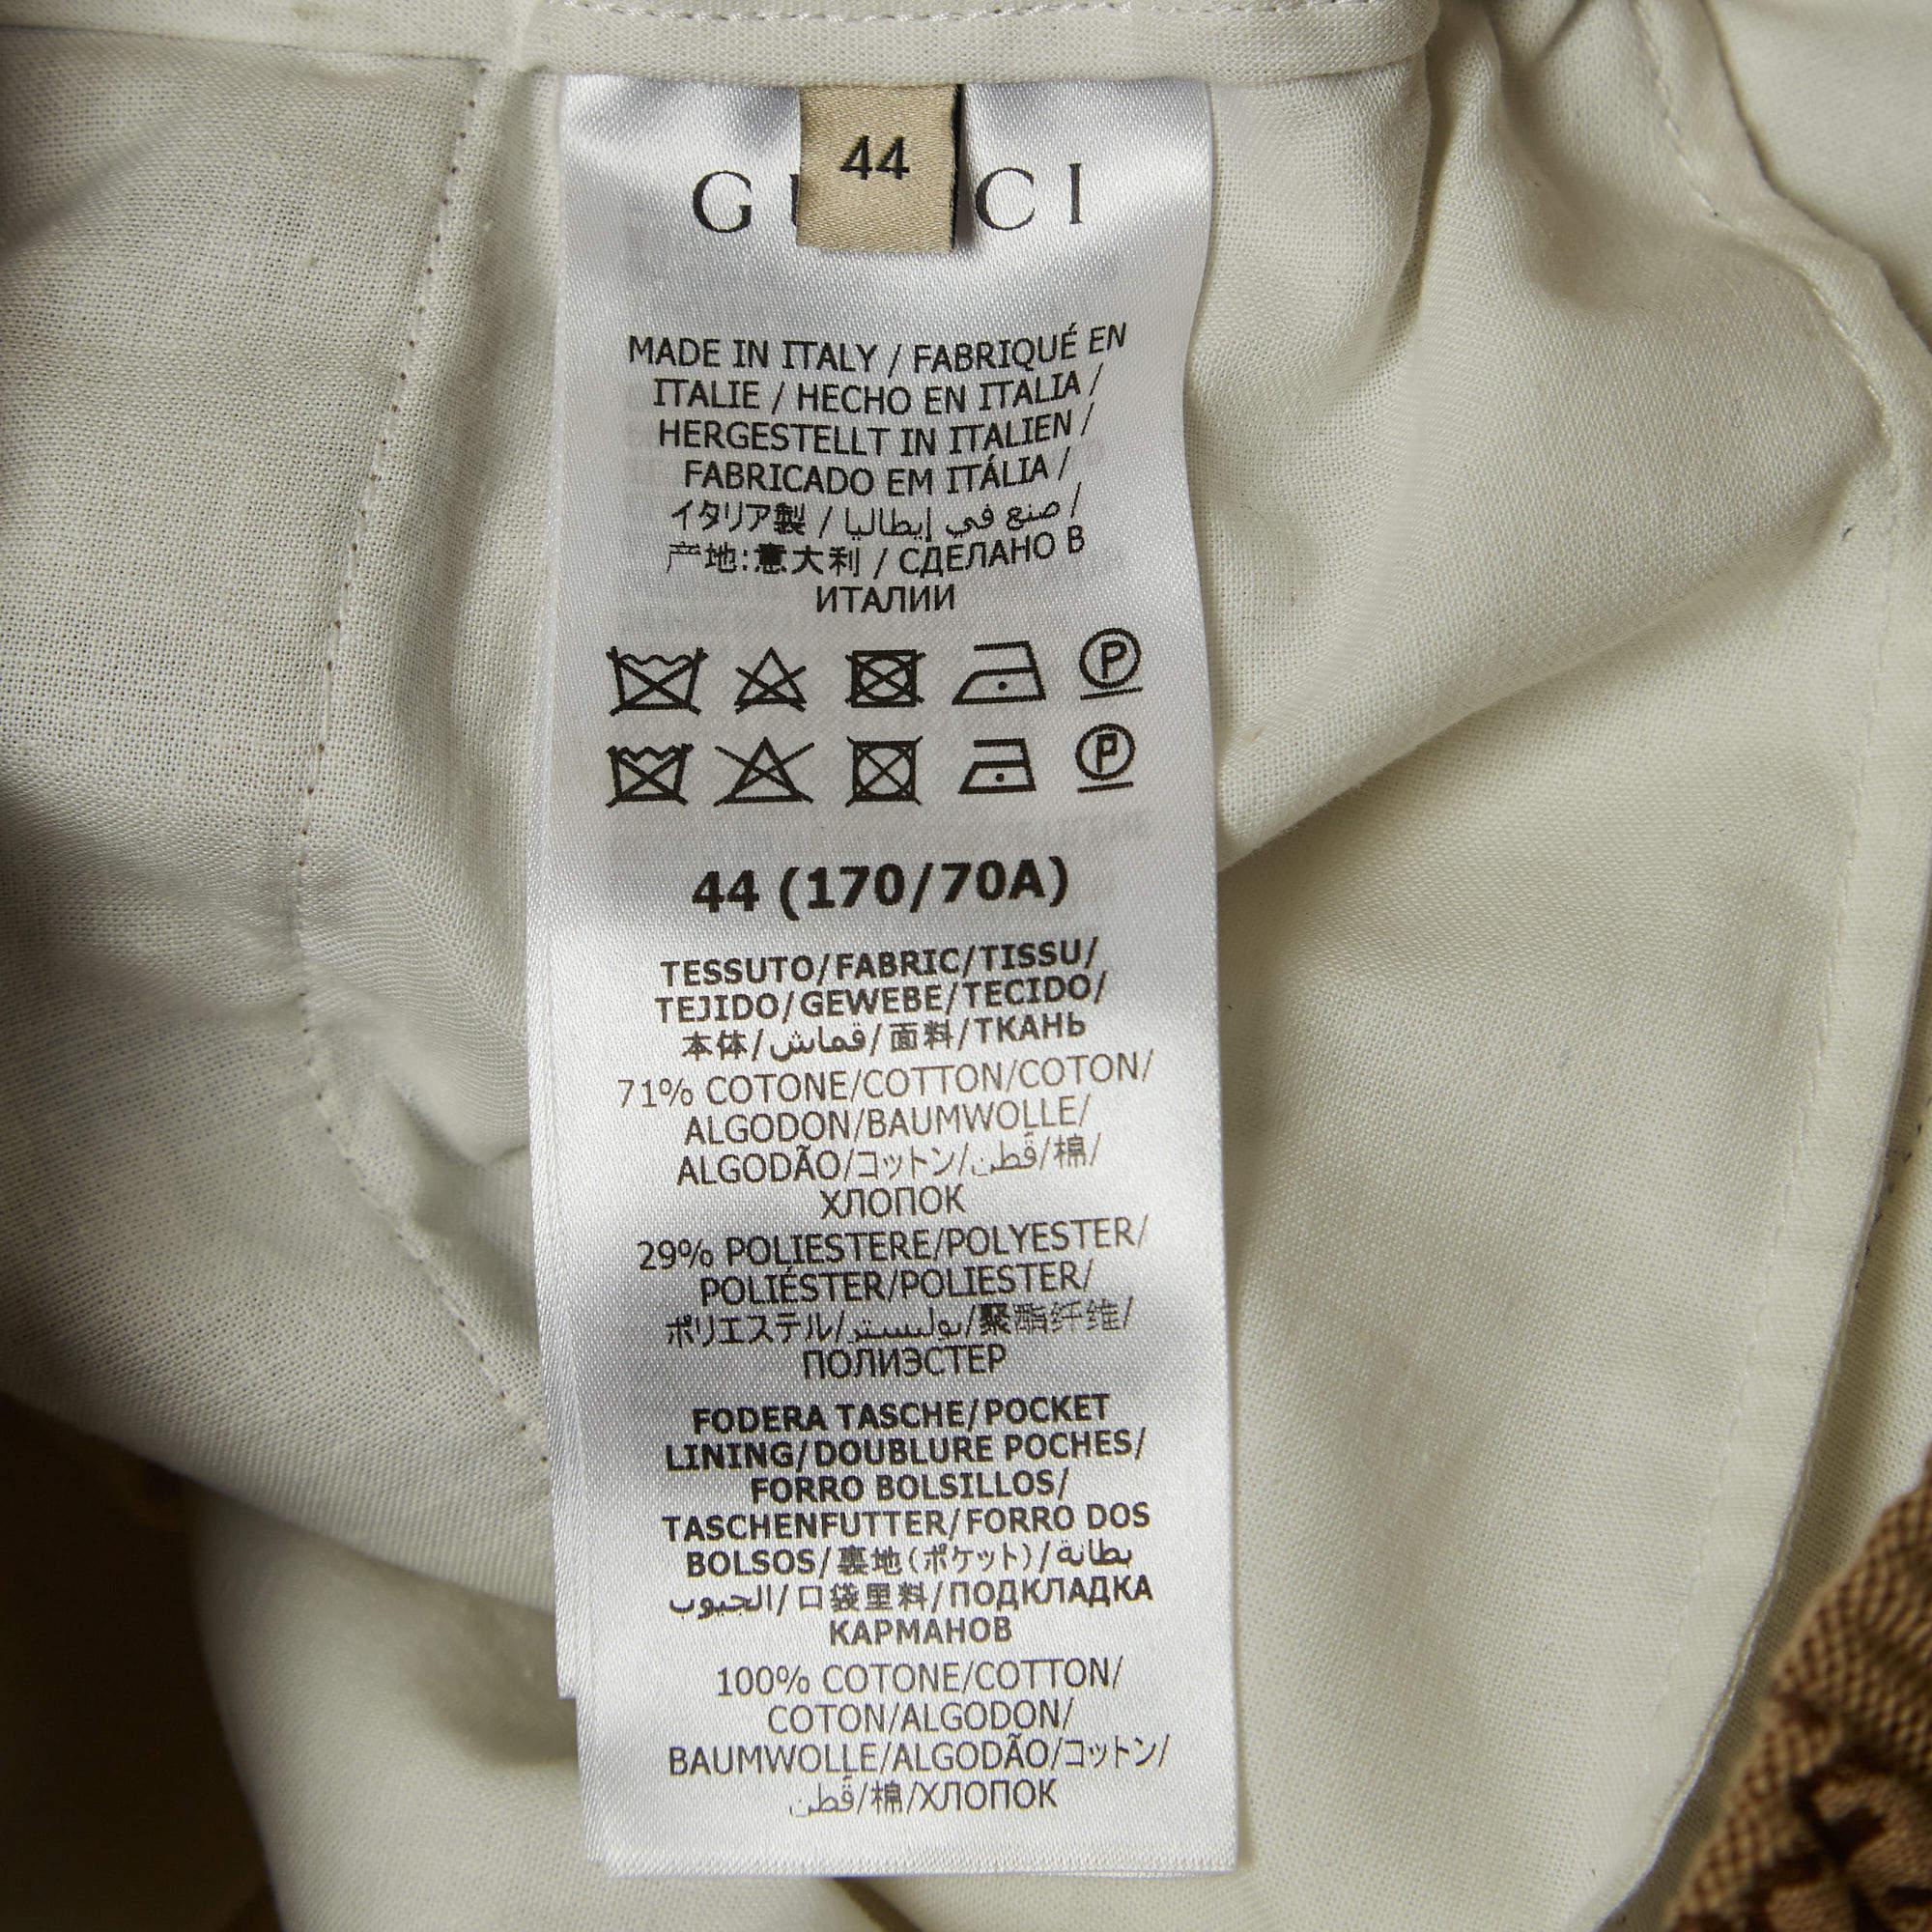 44
G CI
MADE IN ITALY / FABRIQUÉ EN
ITALIE / HECHO EN ITALIA /
HERGESTELLT IN ITALIEN /
FABRICADO EM ITÁLIA /
イタリア製 / صنع في إيطاليا /
产地:意大利 / СДЕЛАНО В
ИТАЛИИ
P
P
44 (170/70A)
TESSUTO/FABRIC/TISSU/
TEJIDO/GEWEBE/TECIDO/
本体/قماش/面料/ТКАНЬ
71% COTONE/COTTON/COTON/
ALGODON/BAUMWOLLE/
ALGODÃO/コットン/قطن/棉/
ХЛОПОК
29% POLIESTERE/POLYESTER/
POLIÉSTER/POLIESTER/
ポリエステル/بوليستر/聚酯纤维/
ПОЛИЭСТЕР
FODERA TASCHE/POCKET
LINING/DOUBLURE POCHES/
FORRO BOLSILLOS/
TASCHENFUTTER/FORRO DOS
BOLSOS/裏地(ポケット)/بطانة
الجيوب/口袋里料/ПОДКЛАДКА
КАРМАНОВ
100% COTONE/COTTON/
COTON/ALGODON/
BAUMWOLLE/ALGODÃO/コットン/
قطن/棉/ХЛОПОК